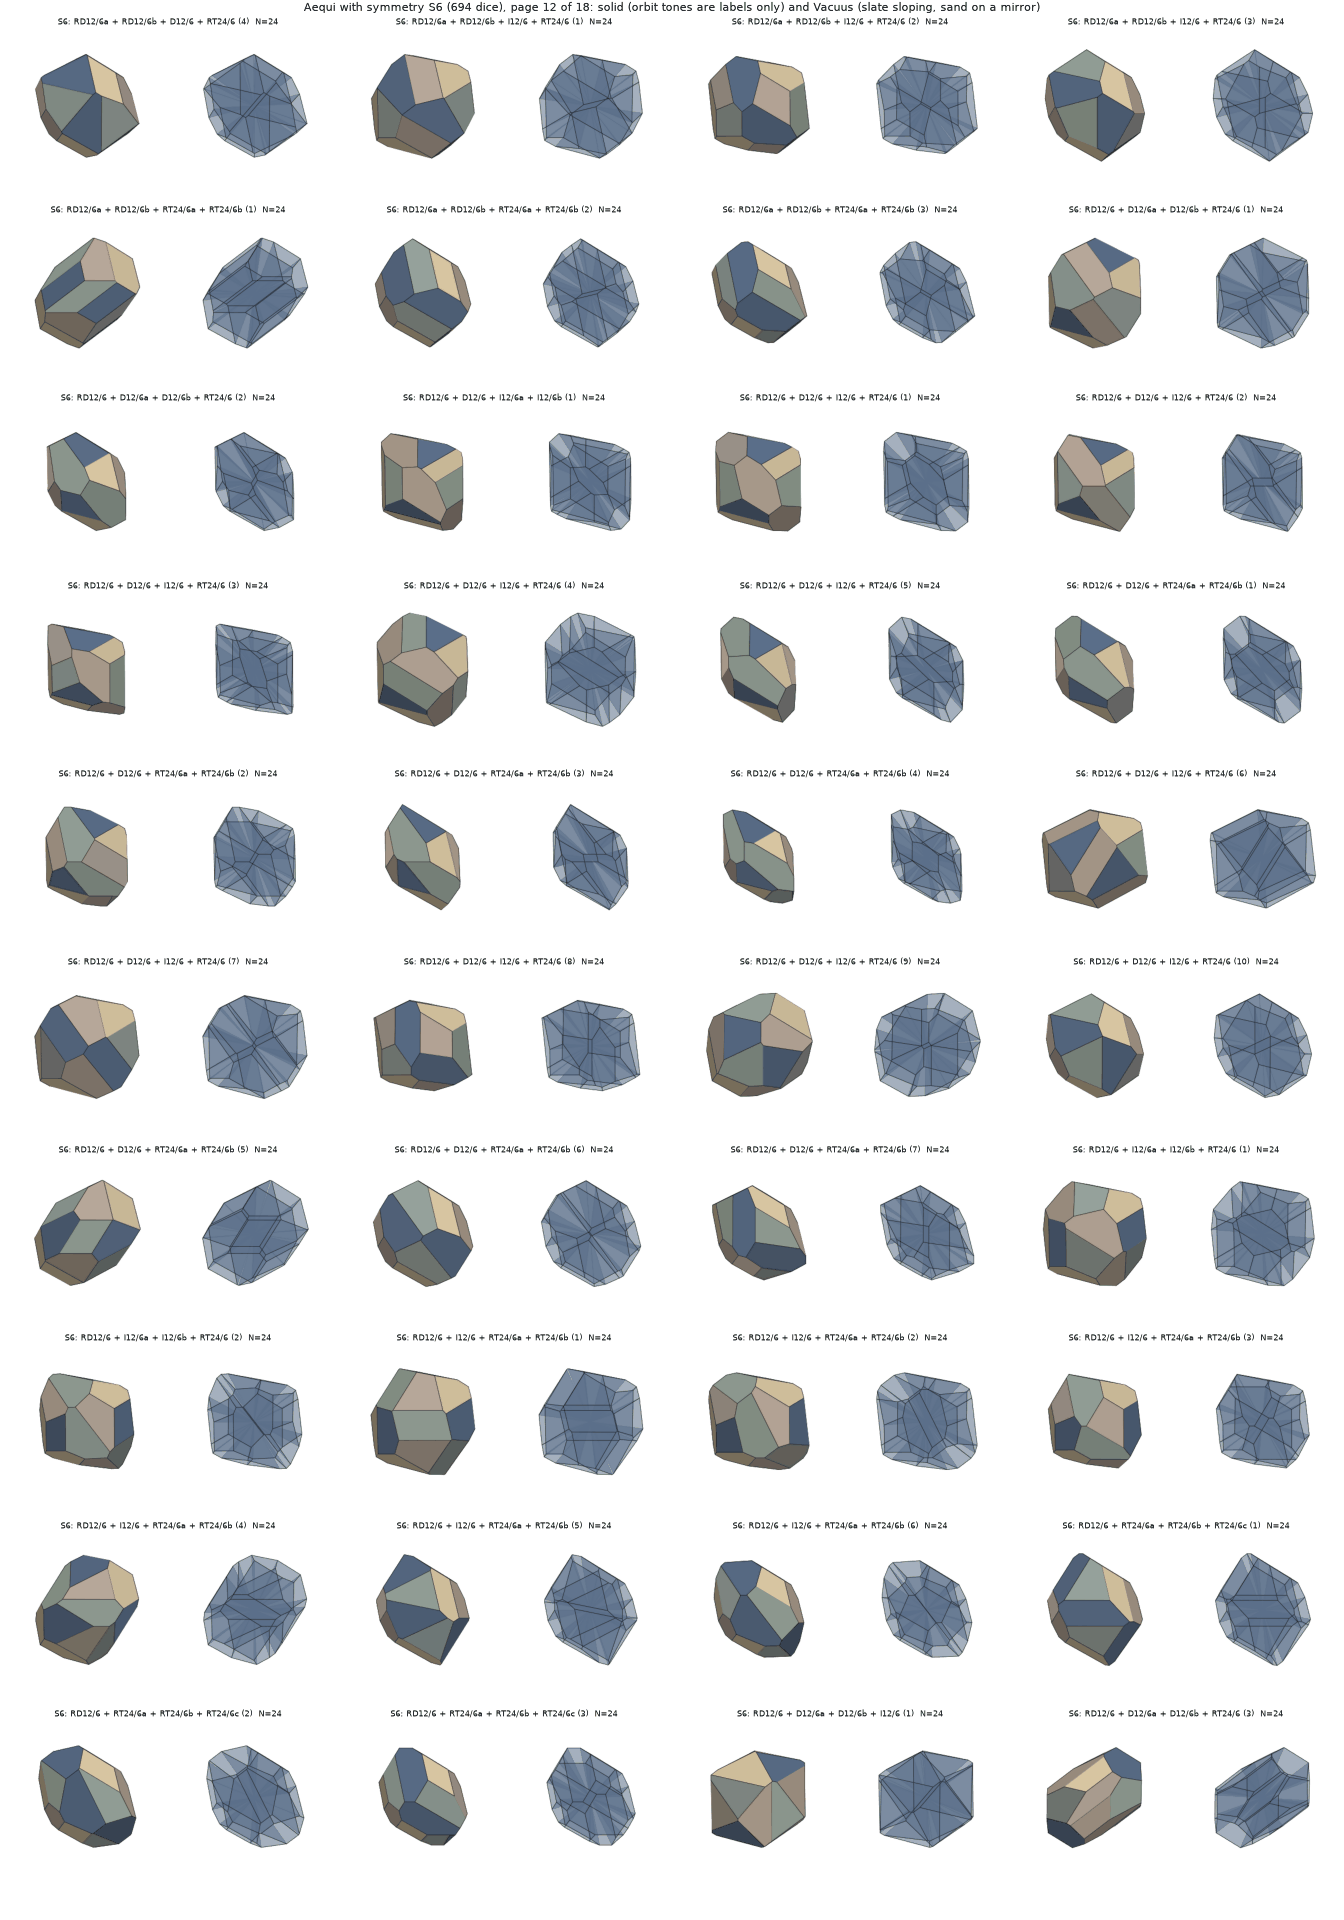 Aequi with symmetry S6 (694 dice), page 12 of 18: solid (orbit tones are labels only) and Vacuus (slate sloping, sand on a mirror)
S6: RD12/6a + RD12/6b + D12/6 + RT24/6 (4)  N=24
S6: RD12/6a + RD12/6b + I12/6 + RT24/6 (1)  N=24
S6: RD12/6a + RD12/6b + I12/6 + RT24/6 (2)  N=24
S6: RD12/6a + RD12/6b + I12/6 + RT24/6 (3)  N=24
S6: RD12/6a + RD12/6b + RT24/6a + RT24/6b (1)  N=24
S6: RD12/6a + RD12/6b + RT24/6a + RT24/6b (2)  N=24
S6: RD12/6a + RD12/6b + RT24/6a + RT24/6b (3)  N=24
S6: RD12/6 + D12/6a + D12/6b + RT24/6 (1)  N=24
S6: RD12/6 + D12/6a + D12/6b + RT24/6 (2)  N=24
S6: RD12/6 + D12/6 + I12/6a + I12/6b (1)  N=24
S6: RD12/6 + D12/6 + I12/6 + RT24/6 (1)  N=24
S6: RD12/6 + D12/6 + I12/6 + RT24/6 (2)  N=24
S6: RD12/6 + D12/6 + I12/6 + RT24/6 (3)  N=24
S6: RD12/6 + D12/6 + I12/6 + RT24/6 (4)  N=24
S6: RD12/6 + D12/6 + I12/6 + RT24/6 (5)  N=24
S6: RD12/6 + D12/6 + RT24/6a + RT24/6b (1)  N=24
S6: RD12/6 + D12/6 + RT24/6a + RT24/6b (2)  N=24
S6: RD12/6 + D12/6 + RT24/6a + RT24/6b (3)  N=24
S6: RD12/6 + D12/6 + RT24/6a + RT24/6b (4)  N=24
S6: RD12/6 + D12/6 + I12/6 + RT24/6 (6)  N=24
S6: RD12/6 + D12/6 + I12/6 + RT24/6 (7)  N=24
S6: RD12/6 + D12/6 + I12/6 + RT24/6 (8)  N=24
S6: RD12/6 + D12/6 + I12/6 + RT24/6 (9)  N=24
S6: RD12/6 + D12/6 + I12/6 + RT24/6 (10)  N=24
S6: RD12/6 + D12/6 + RT24/6a + RT24/6b (5)  N=24
S6: RD12/6 + D12/6 + RT24/6a + RT24/6b (6)  N=24
S6: RD12/6 + D12/6 + RT24/6a + RT24/6b (7)  N=24
S6: RD12/6 + I12/6a + I12/6b + RT24/6 (1)  N=24
S6: RD12/6 + I12/6a + I12/6b + RT24/6 (2)  N=24
S6: RD12/6 + I12/6 + RT24/6a + RT24/6b (1)  N=24
S6: RD12/6 + I12/6 + RT24/6a + RT24/6b (2)  N=24
S6: RD12/6 + I12/6 + RT24/6a + RT24/6b (3)  N=24
S6: RD12/6 + I12/6 + RT24/6a + RT24/6b (4)  N=24
S6: RD12/6 + I12/6 + RT24/6a + RT24/6b (5)  N=24
S6: RD12/6 + I12/6 + RT24/6a + RT24/6b (6)  N=24
S6: RD12/6 + RT24/6a + RT24/6b + RT24/6c (1)  N=24
S6: RD12/6 + RT24/6a + RT24/6b + RT24/6c (2)  N=24
S6: RD12/6 + RT24/6a + RT24/6b + RT24/6c (3)  N=24
S6: RD12/6 + D12/6a + D12/6b + I12/6 (1)  N=24
S6: RD12/6 + D12/6a + D12/6b + RT24/6 (3)  N=24